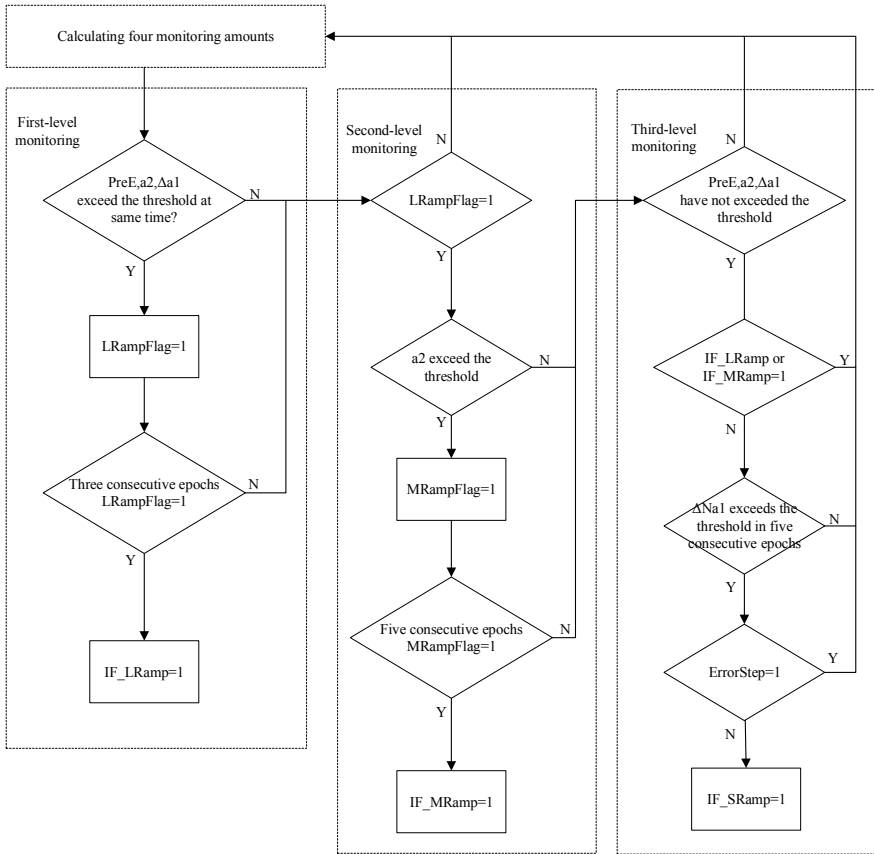 Calculating four monitoring amounts
First-level
monitoring
PreE,a2,Δa1
exceed the threshold at
same time?
N
Y
LRampFlag=1
Three consecutive epochs
LRampFlag=1
N
Y
IF_LRamp=1
Second-level
monitoring
N
LRampFlag=1
Y
a2 exceed the
threshold
N
Y
MRampFlag=1
Five consecutive epochs
MRampFlag=1
N
Y
IF_MRamp=1
Third-level
monitoring
N
PreE,a2,Δa1
have not exceeded the
threshold
Y
IF_LRamp or
IF_MRamp=1
Y
N
ΔNa1 exceeds the
threshold in five
consecutive epochs
N
Y
ErrorStep=1
Y
N
IF_SRamp=1